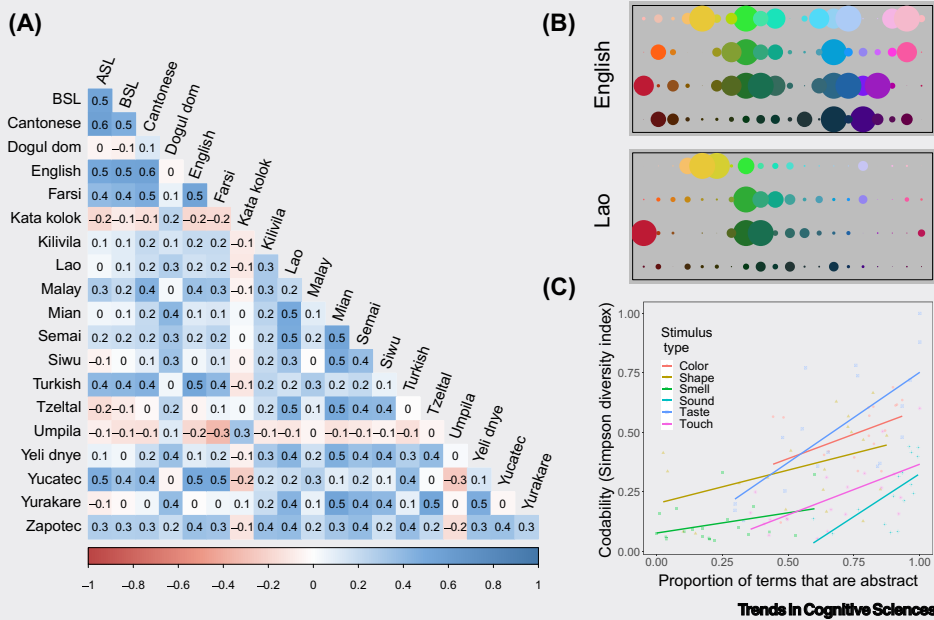 (A)
ASL
BSL
Cantonese
Dogul dom
English
Farsi
Kata kolok
Kilivila
Lao
Malay
Mian
Semai
Siwu
Turkish
Tzeltal
Umpila
Yeli dnye
Yucatec
Yurakare
BSL 0.5
Cantonese 0.6 0.5
Dogul dom 0 –0.1 0.1
English 0.5 0.5 0.6 0
Farsi 0.4 0.4 0.5 0.1 0.5
Kata kolok –0.2 –0.1 –0.1 0.2 –0.2 –0.2
Kilivila 0.1 0.1 0.2 0.1 0.2 0.2 –0.1
Lao 0 0.1 0.2 0.3 0.2 0.2 –0.1 0.3
Malay 0.3 0.2 0.4 0 0.4 0.3 –0.1 0.3 0.2
Mian 0 0.1 0.2 0.4 0.1 0.2 0 0.2 0.5 0.1
Semai 0.2 0.2 0.2 0.3 0.2 0.2 0 0.2 0.5 0.2 0.5
Siwu –0.1 0 0.1 0.3 0 0.1 0 0.2 0.3 0 0.5 0.4
Turkish 0.4 0.4 0.4 0 0.5 0.4 –0.1 0.2 0.2 0.3 0.2 0.2 0.1
Tzeltal –0.2 –0.1 0 0.2 0 0.1 0 0.2 0.5 0.1 0.5 0.4 0.4 0
Umpila –0.1 –0.1 –0.1 0.1 –0.2 –0.3 0.3 –0.1 –0.1 0 –0.1 –0.1 –0.1 –0.1 0
Yeli dnye 0.1 0 0.2 0.4 0.1 0 0 0.3 0.4 0.2 0.4 0.4 0.4 0.3 0.4 0
Yucatec 0.5 0.4 0.4 0 0.5 0.5 –0.2 0.2 0.2 0.3 0.1 0.2 0.2 0.4 0 –0.3 0.1
Yurakare –0.1 0 0 0.4 0 0 0 0.2 0.4 0.1 0.5 0.4 0.4 0.2 0.5 0 0.5 0
Zapotec 0.3 0.3 0.3 0.2 0.4 0.3 –0.1 0.4 0.4 0.2 0.3 0.4 0.2 0.4 0.3 –0.2 0.3 0.4 0.3
–1 –0.8 –0.6 –0.4 –0.2 0 0.2 0.4 0.6 0.8 1
(B)
English
Lao
(C)
Codability (Simpson diversity index)
1.00
0.75
0.50
0.25
0.00
Stimulus
type
Color
Shape
Smell
Sound
Taste
Touch
0.00 0.25 0.50 0.75 1.00
Proportion of terms that are abstract
Trends in Cognitive Sciences